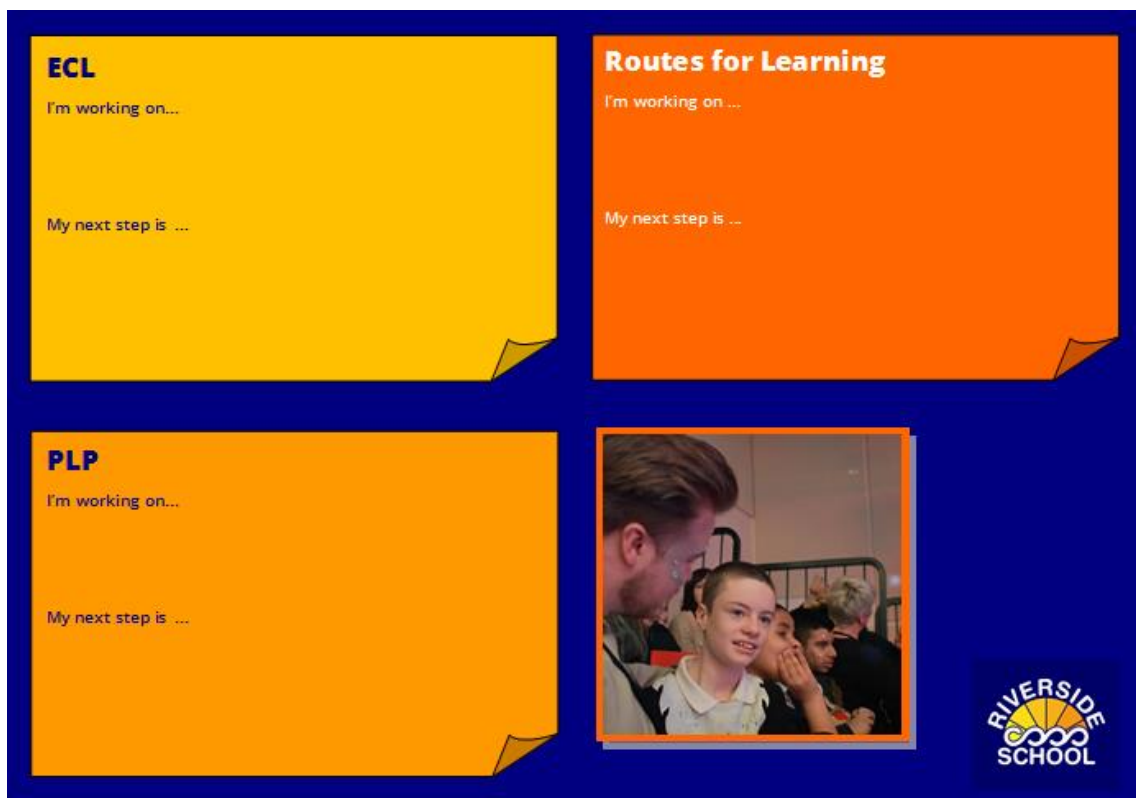 ECL
I'm working on...
My next step is ...
Routes for Learning
I'm working on ...
My next step is ...
PLP
I'm working on...
My next step is ...
RIVERSIDE
SCHOOL